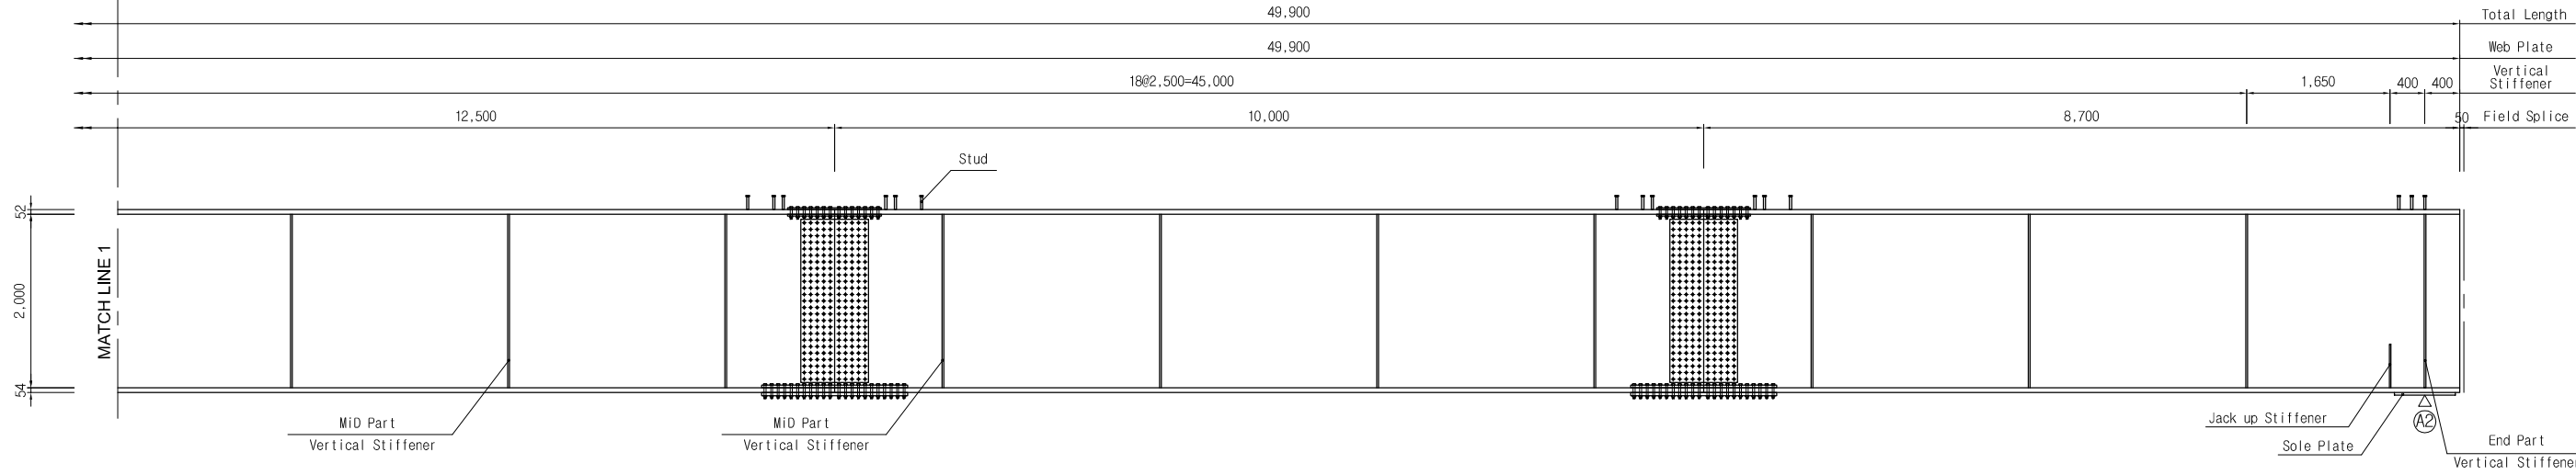 49,900
Total Length
49,900
Web Plate
18@2,500=45,000
1,650
400
400
Vertical
Stiffener
12,500
10,000
8,700
50
Field Splice
Stud
52
2,000
54
MATCH LINE 1
MiD Part
Vertical Stiffener
MiD Part
Vertical Stiffener
Jack up Stiffener
A2
Sole Plate
End Part
Vertical Stiffener